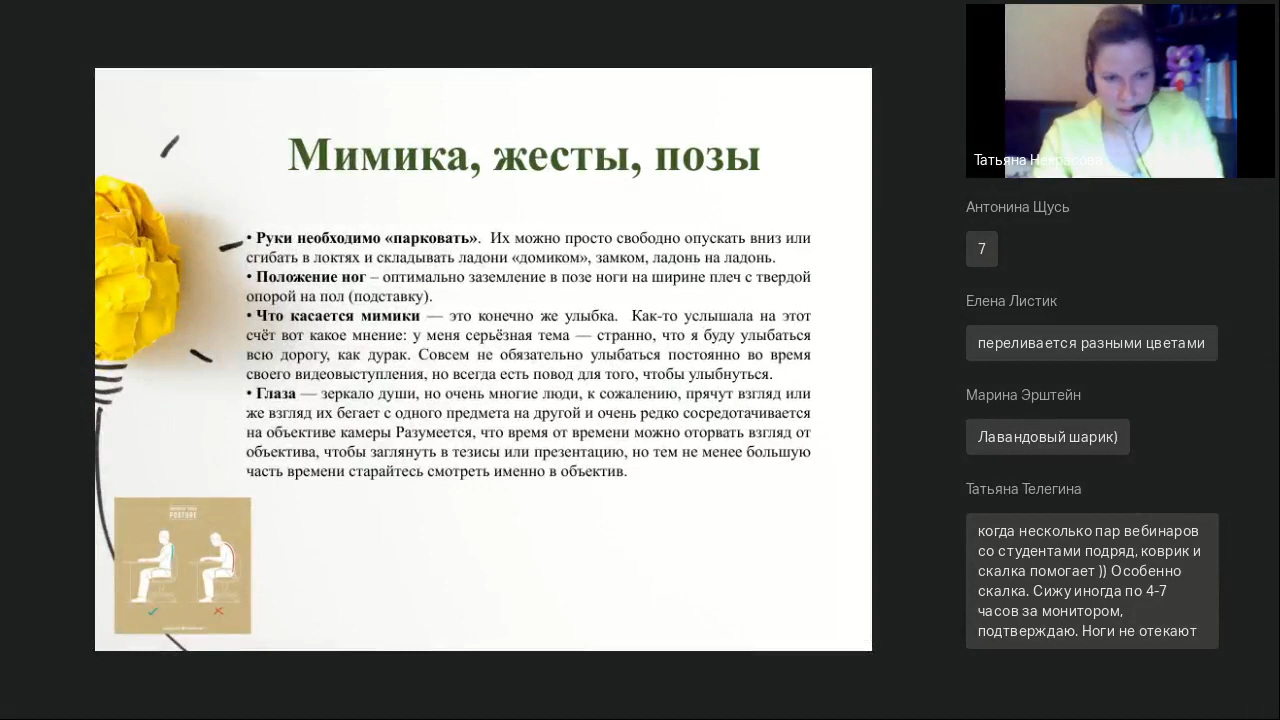 Мимика, жесты, позы
• Руки необходимо «парковать». Их можно просто свободно опускать вниз или
сгибать в локтях и складывать ладони «домиком», замком, ладонь на ладонь.
• Положение ног – оптимально заземление в позе ноги на ширине плеч с твердой
опорой на пол (подставку).
• Что касается мимики — это конечно же улыбка. Как-то услышала на этот
счёт вот какое мнение: у меня серьёзная тема — странно, что я буду улыбаться
всю дорогу, как дурак. Совсем не обязательно улыбаться постоянно во время
своего видеовыступления, но всегда есть повод для того, чтобы улыбнуться.
• Глаза — зеркало души, но очень многие люди, к сожалению, прячут взгляд или
же взгляд их бегает с одного предмета на другой и очень редко сосредотачивается
на объективе камеры Разумеется, что время от времени можно оторвать взгляд от
объектива, чтобы заглянуть в тезисы или презентацию, но тем не менее большую
часть времени старайтесь смотреть именно в объектив.
POSTURE
Татьяна Некрасова
Антонина Щусь
7
Елена Листик
переливается разными цветами
Марина Эрштейн
Лавандовый шарик)
Татьяна Телегина
когда несколько пар вебинаров
со студентами подряд, коврик и
скалка помогает )) Особенно
скалка. Сижу иногда по 4-7
часов за монитором,
подтверждаю. Ноги не отекают